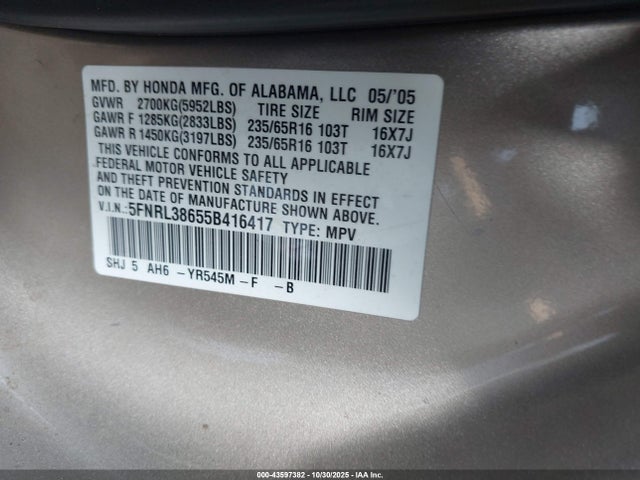 MFD. BY HONDA MFG. OF ALABAMA, LLC 05/'05
GVWR 2700KG(5952LBS) TIRE SIZE RIM SIZE
GAWR F 1285KG(2833LBS) 235/65R16 103T 16X7J
GAWR R 1450KG(3197LBS) 235/65R16 103T 16X7J
THIS VEHICLE CONFORMS TO ALL APPLICABLE
FEDERAL MOTOR VEHICLE SAFETY
AND THEFT PREVENTION STANDARDS IN EFFECT
ON THE DATE OF MANUFACTURE SHOWN ABOVE.
V.I.N.: 5FNRL38655B416417 TYPE: MPV
SHJ 5 AH6 -YR545M-F -B
000-43597382 | 10/30/2025 | IAA Inc.